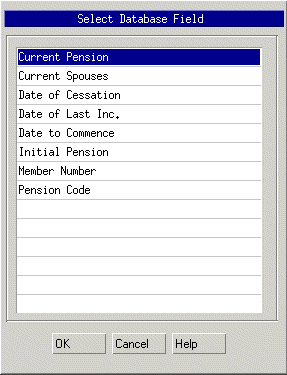 Select Database Field
Current Pension
Current Spouses
Date of Cessation
Date of Last Inc.
Date to Commence
Initial Pension
Member Number
Pension Code
OK Cancel Help